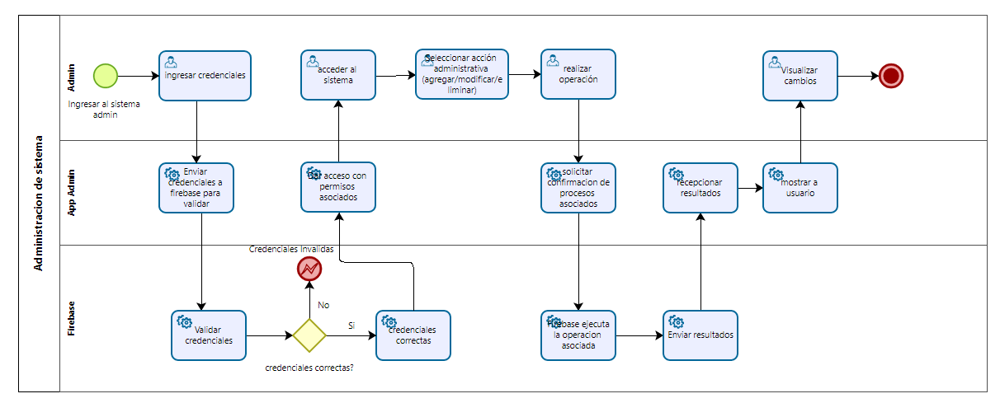 Administracion de sistema
Admin
Ingresar al sistema
admin
ingresar credenciales
acceder al
sistema
Seleccionar acción
administrativa
(agregar/modificar/e
liminar)
realizar
operación
Visualizar
cambios
App Admin
Enviar
credenciales a
firebase para
validar
Dar acceso con
permisos
asociados
solicitar
confirmacion de
procesos
asociados
recepcionar
resultados
mostrar a
usuario
Firebase
Credenciales Invalidas
No
Si
Validar
credenciales
credenciales correctas?
credenciales
correctas
Firebase ejecuta
la operacion
asociada
Enviar resultados